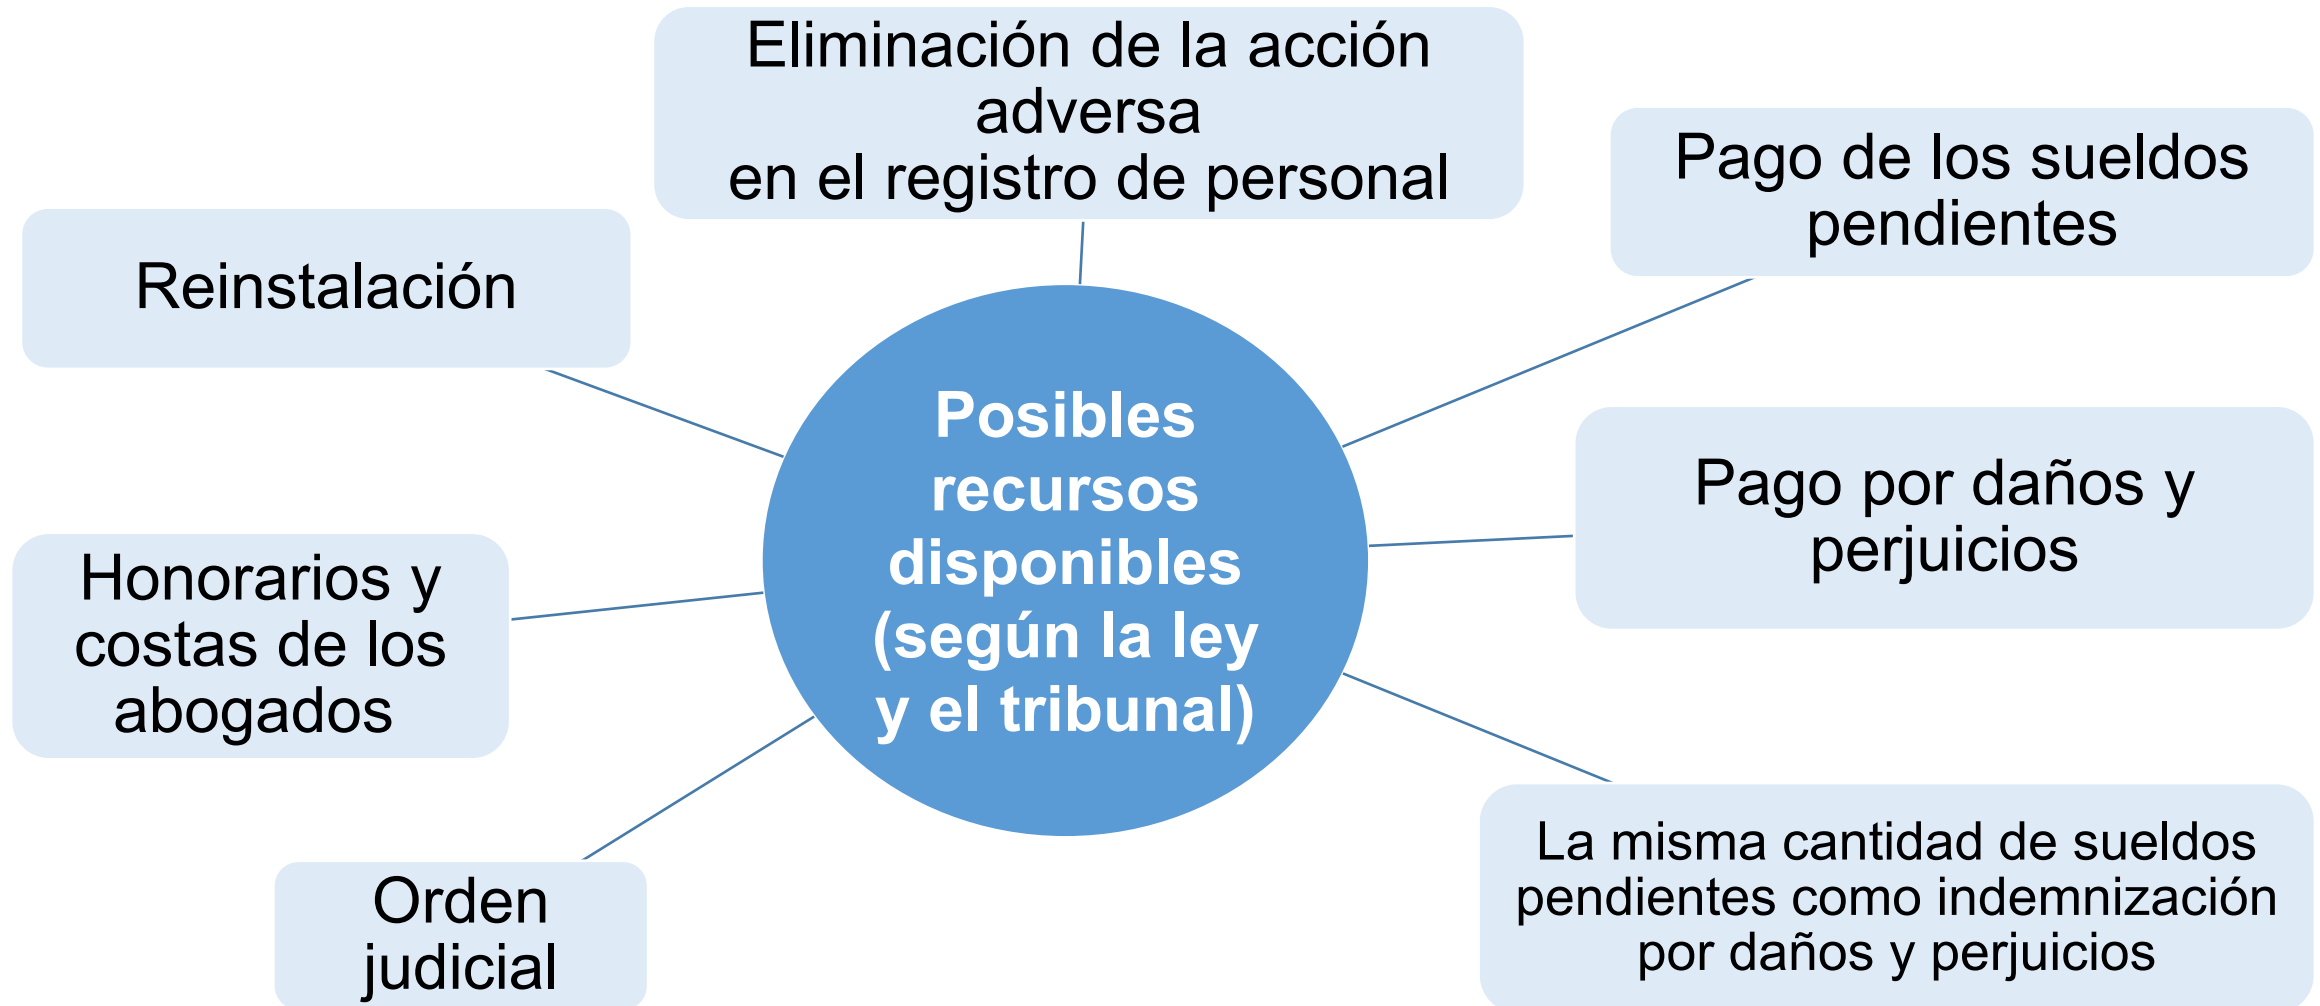 Eliminación de la acción
adversa
en el registro de personal
Pago de los sueldos
pendientes
Reinstalación
Posibles
recursos
disponibles
(según la ley
y el tribunal)
Pago por daños y
perjuicios
Honorarios y
costas de los
abogados
La misma cantidad de sueldos
pendientes como indemnización
por daños y perjuicios
Orden
judicial